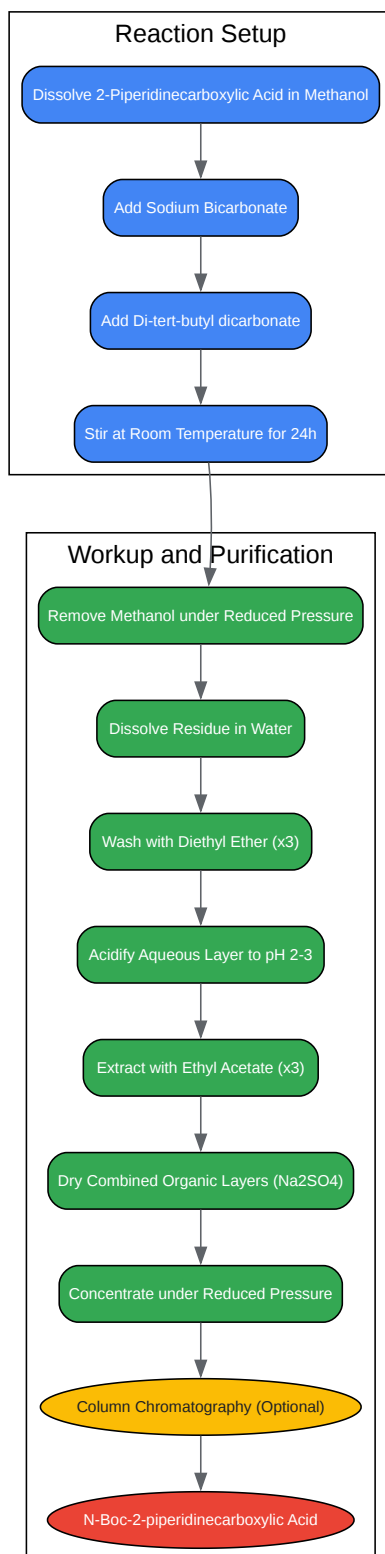 Reaction Setup
Dissolve 2-Piperidinecarboxylic Acid in Methanol
Add Sodium Bicarbonate
Add Di-tert-butyl dicarbonate
Stir at Room Temperature for 24h
Workup and Purification
Remove Methanol under Reduced Pressure
Dissolve Residue in Water
Wash with Diethyl Ether (x3)
Acidify Aqueous Layer to pH 2-3
Extract with Ethyl Acetate (x3)
Dry Combined Organic Layers (Na2SO4)
Concentrate under Reduced Pressure
Column Chromatography (Optional)
N-Boc-2-piperidinecarboxylic Acid